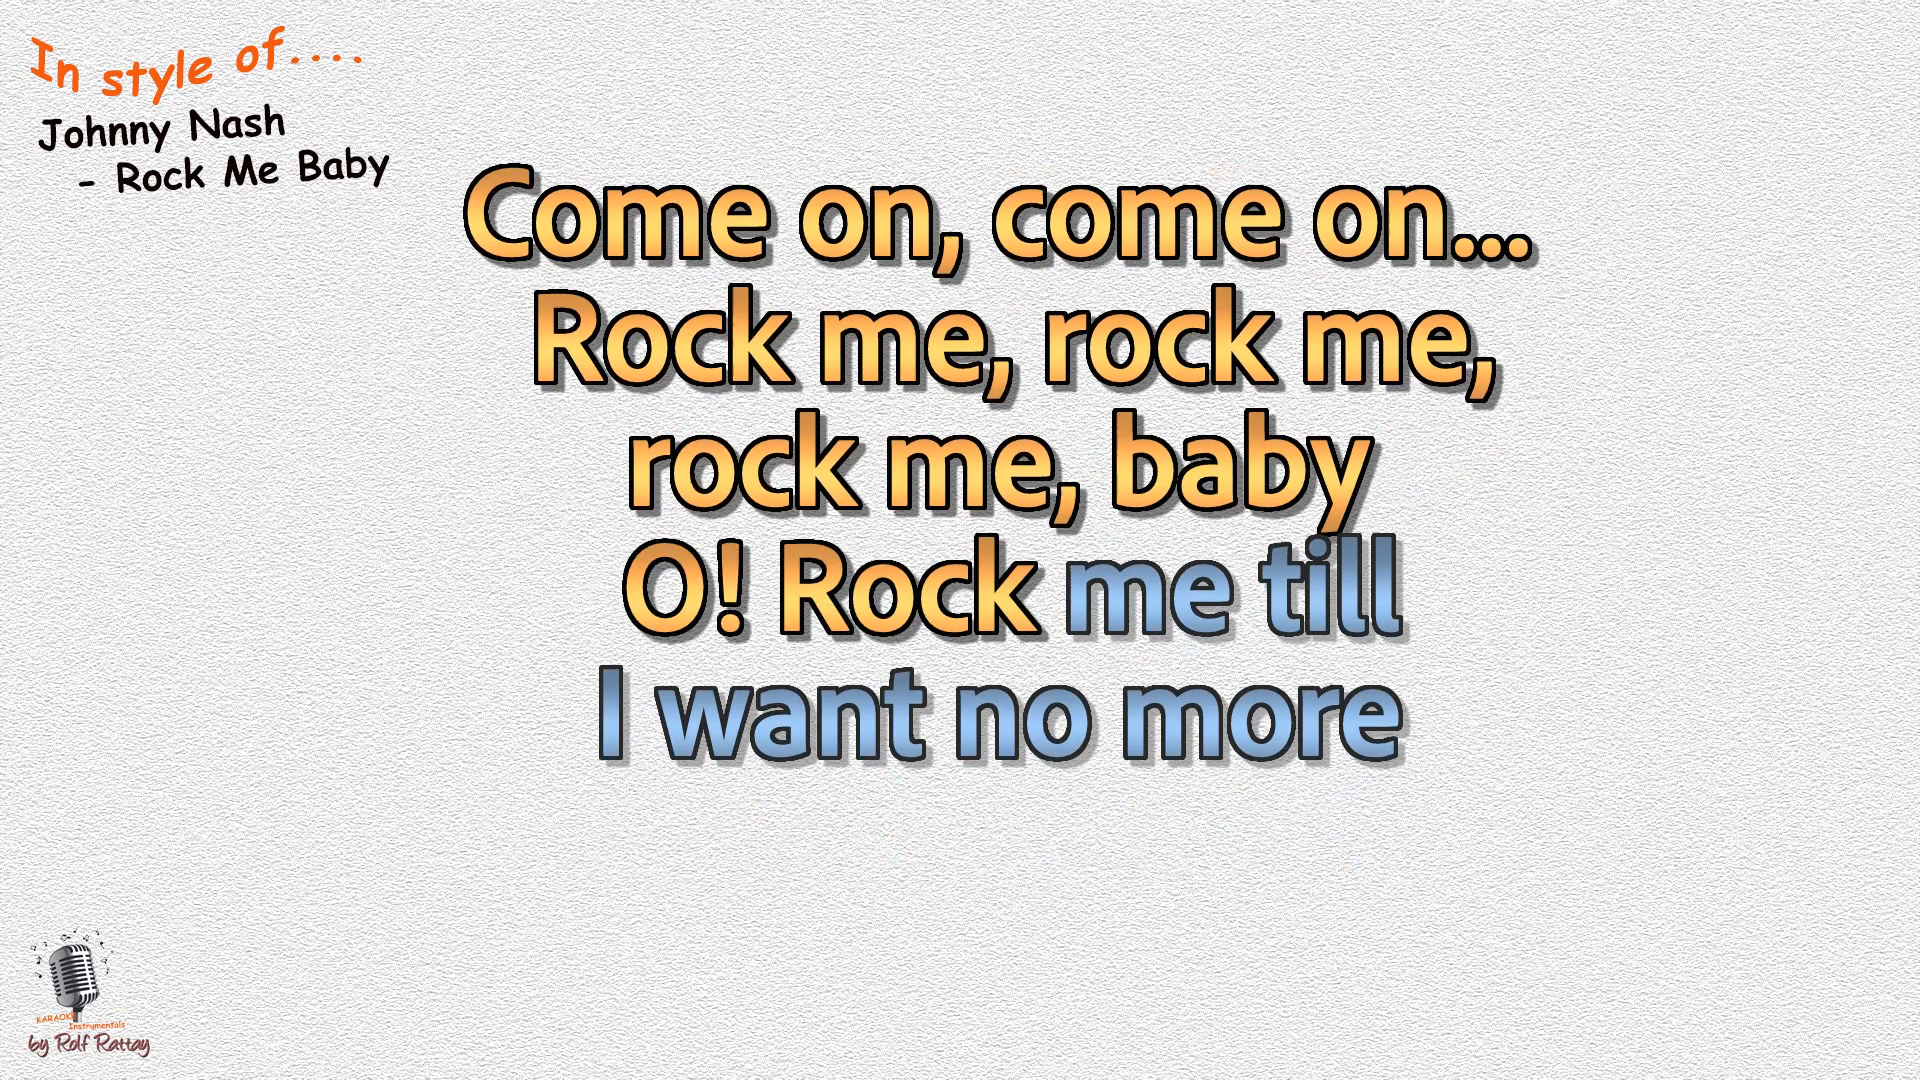 In style of....
Johnny Nash
- Rock Me Baby
Come on, come on...
Rock me, rock me,
rock me, baby
O! Rock me till
I want no more
KARAOKE
Instrumentals
by Rolf Rattay